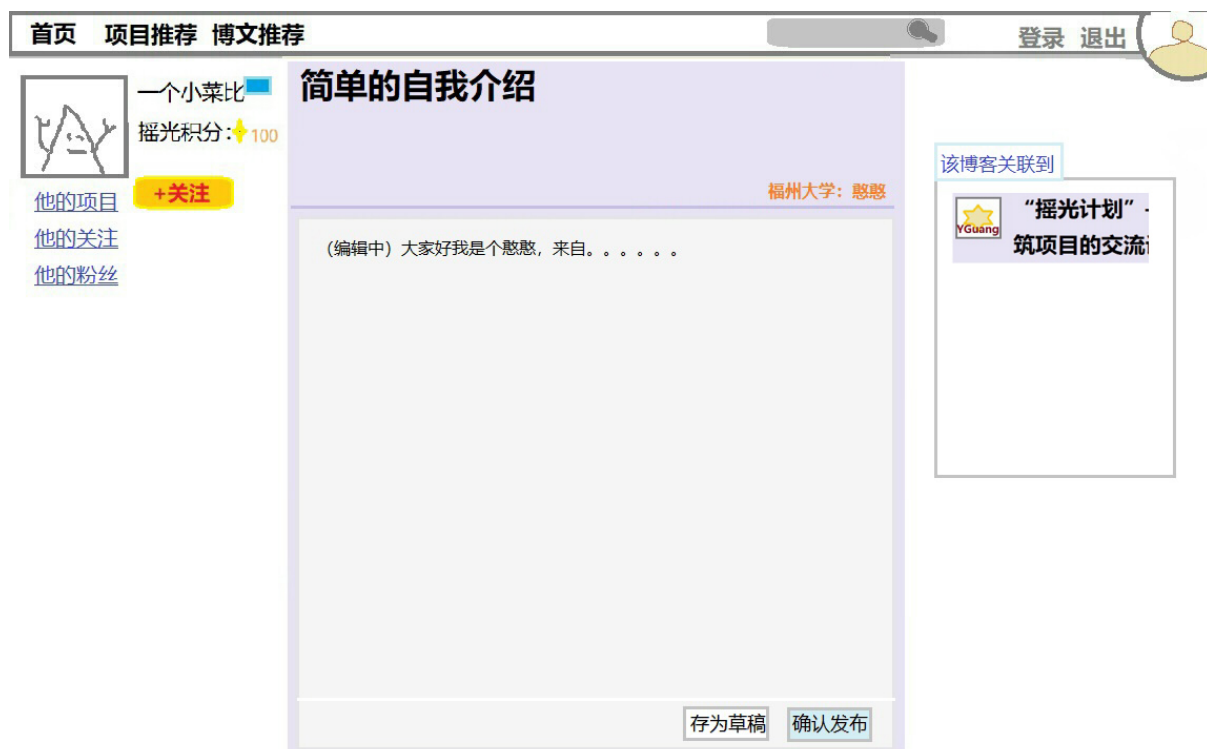 首页 项目推荐 博文推荐
登录 退出
一个小菜比
摇光积分:100
+关注
他的项目
他的关注
他的粉丝
简单的自我介绍
福州大学：憨憨
（编辑中）大家好我是个憨憨，来自。。。。。。
存为草稿 确认发布
该博客关联到
YGuang
“摇光计划”-
筑项目的交流